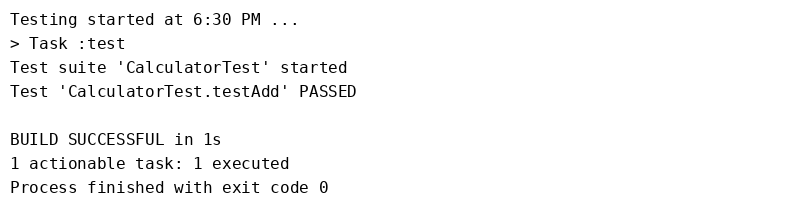 Testing started at 6:30 PM ...
> Task :test
Test suite 'CalculatorTest' started
Test 'CalculatorTest.testAdd' PASSED
BUILD SUCCESSFUL in 1s
1 actionable task: 1 executed
Process finished with exit code 0